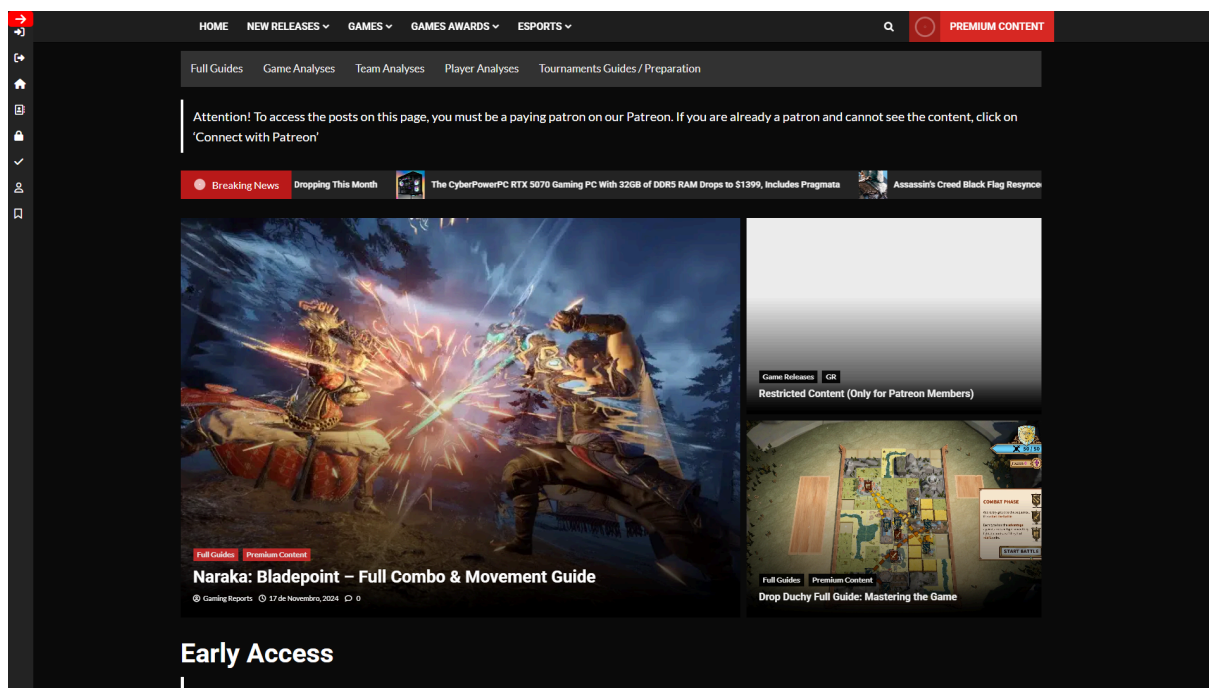 HOME NEW RELEASES GAMES GAMES AWARDS ESPORTS PREMIUM CONTENT
Full Guides Game Analyses Team Analyses Player Analyses Tournaments Guides / Preparation
Attention! To access the posts on this page, you must be a paying patron on our Patreon. If you are already a patron and cannot see the content, click on
‘Connect with Patreon’
Breaking News Dropping This Month The CyberPowerPC RTX 5070 Gaming PC With 32GB of DDR5 RAM Drops to $1399, Includes Pragmata Assassin's Creed Black Flag Resynce
Full Guides Premium Content
Naraka: Bladepoint – Full Combo & Movement Guide
Gaming Reports 17 de Novembro, 2024 0
Game Releases GR
Restricted Content (Only for Patreon Members)
50/50
COMBAT PHASE
START BATTLE
Full Guides Premium Content
Drop Duchy Full Guide: Mastering the Game
Early Access